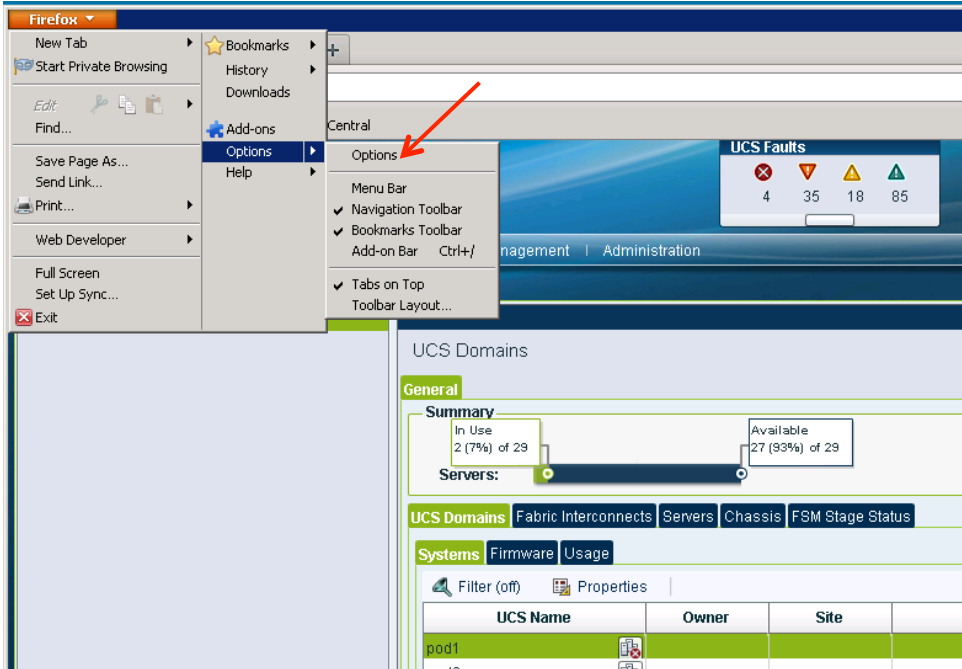 Firefox
New Tab
Start Private Browsing
Edit
Find...
Save Page As...
Send Link...
Print...
Web Developer
Full Screen
Set Up Sync...
Exit
Bookmarks
History
Downloads
Add-ons
Options
Help
Options
Menu Bar
Navigation Toolbar
Bookmarks Toolbar
Add-on Bar Ctrl+/
Tabs on Top
Toolbar Layout...
Central
UCS Faults
4 35 18 85
nagement | Administration
UCS Domains
General
Summary
In Use
2 (7%) of 29
Available
27 (93%) of 29
Servers:
UCS Domains Fabric Interconnects Servers Chassis FSM Stage Status
Systems Firmware Usage
Filter (off) Properties
UCS Name Owner Site
pod1